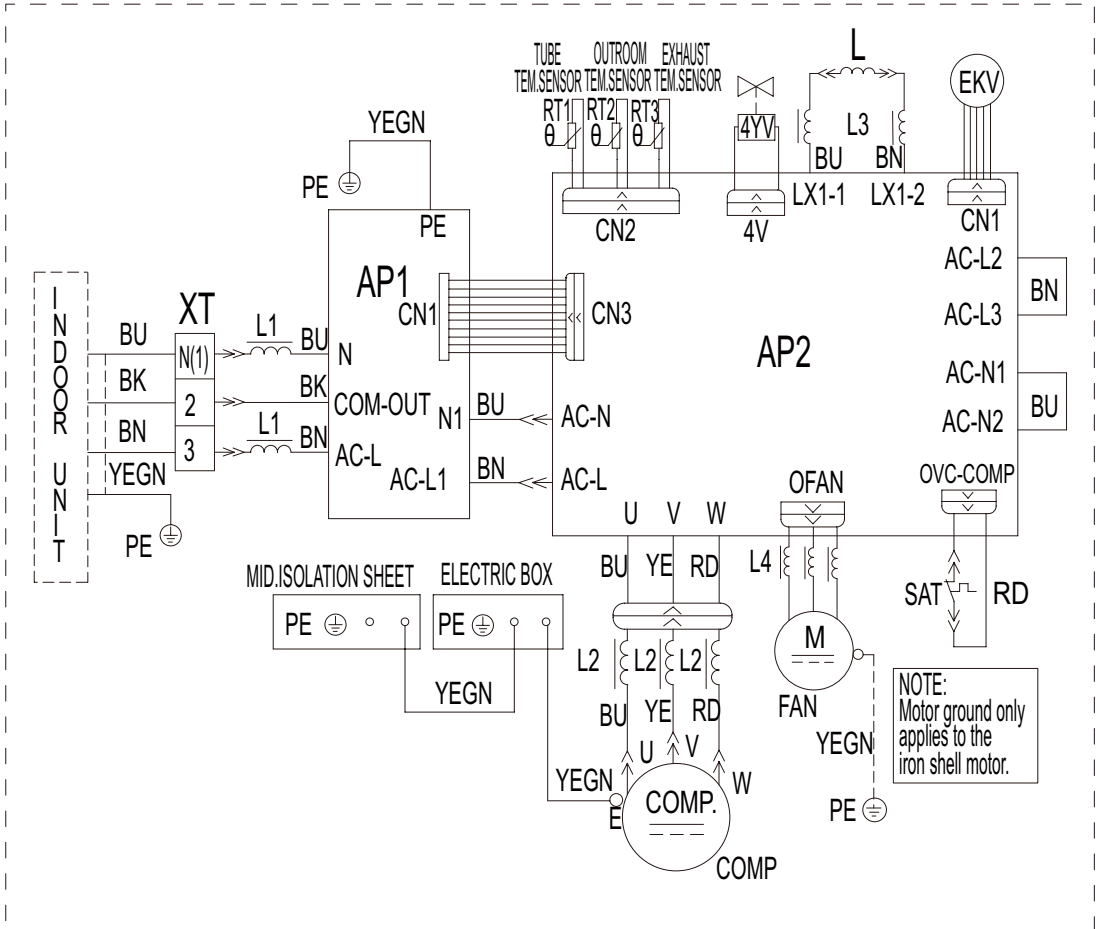 TUBE
TEM.SENSOR
OUTROOM
TEM.SENSOR
EXHAUST
TEM.SENSOR
RT1
θ
RT2
θ
RT3
θ
4YV
L
L3
BU
BN
EKV
YEGN
PE
PE
CN2
4V
LX1-1
LX1-2
CN1
AP1
CN1
CN3
AP2
AC-L2
BN
AC-L3
AC-N1
BU
AC-N2
INDOOR UNIT
XT
BU
N(1)
L1
BU
N
BK
2
BK
COM-OUT
BN
3
L1
BN
AC-L
YEGN
PE
N1
BU
AC-N
AC-L1
BN
AC-L
U
V
W
OFAN
OVC-COMP
BU
YE
RD
L4
SAT
RD
MID.ISOLATION SHEET
ELECTRIC BOX
PE
PE
YEGN
L2
L2
L2
BU
YE
RD
U
V
W
YEGN
E
COMP.
COMP
M
FAN
YEGN
PE
NOTE:
Motor ground only
applies to the
iron shell motor.